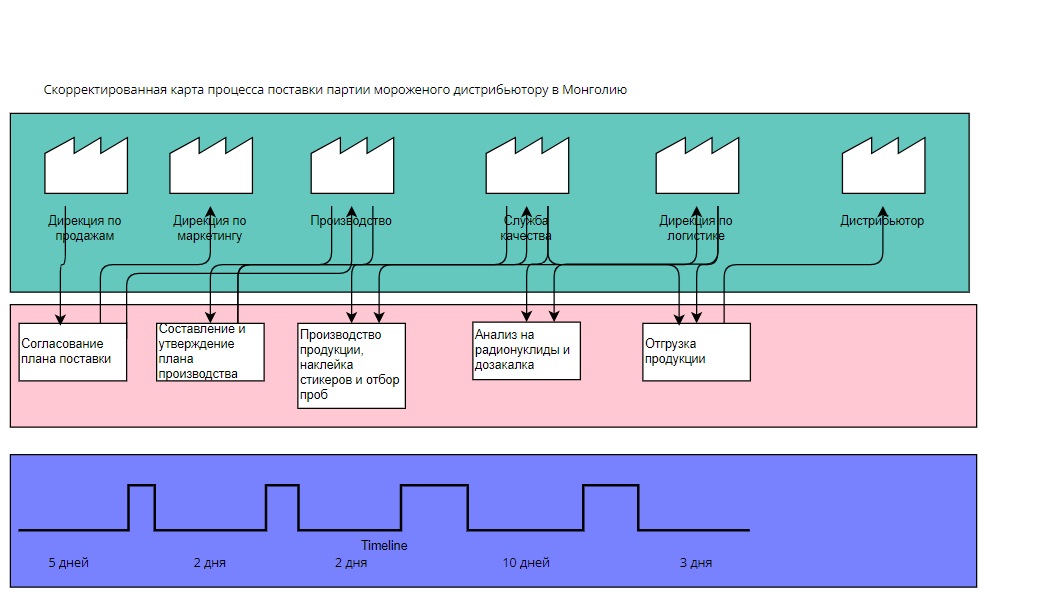 Скорректированная карта процесса поставки партии мороженого дистрибьютору в Монголию
Дирекция по
продажам
Дирекция по
маркетингу
Производство
Служба
качества
Дирекция по
логистике
Дистрибьютор
Согласование
плана поставки
Составление и
утверждение
плана
производства
Производство
продукции,
наклейка
стикеров и отбор
проб
Анализ на
радионуклиды и
дозакалка
Отгрузка
продукции
Timeline
5 дней
2 дня
2 дня
10 дней
3 дня